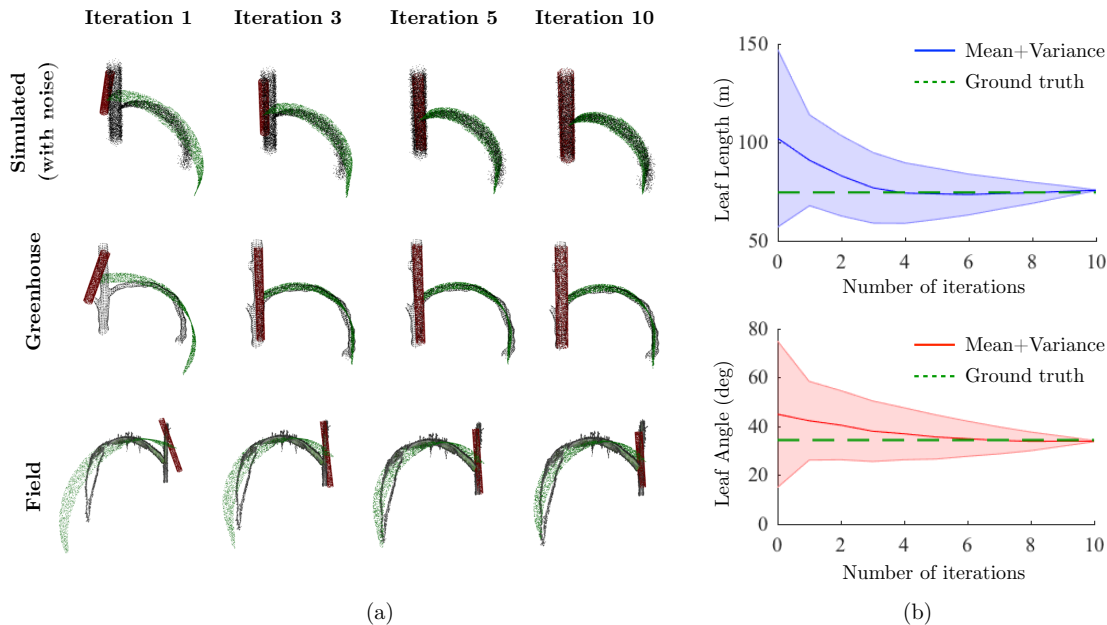 Iteration 1
Iteration 3
Iteration 5
Iteration 10
Simulated
(with noise)
Greenhouse
Field
(a)
150
100
50
Leaf Length (m)
Mean+Variance
Ground truth
0 2 4 6 8 10
Number of iterations
80
60
40
20
0
Leaf Angle (deg)
Mean+Variance
Ground truth
0 2 4 6 8 10
Number of iterations
(b)